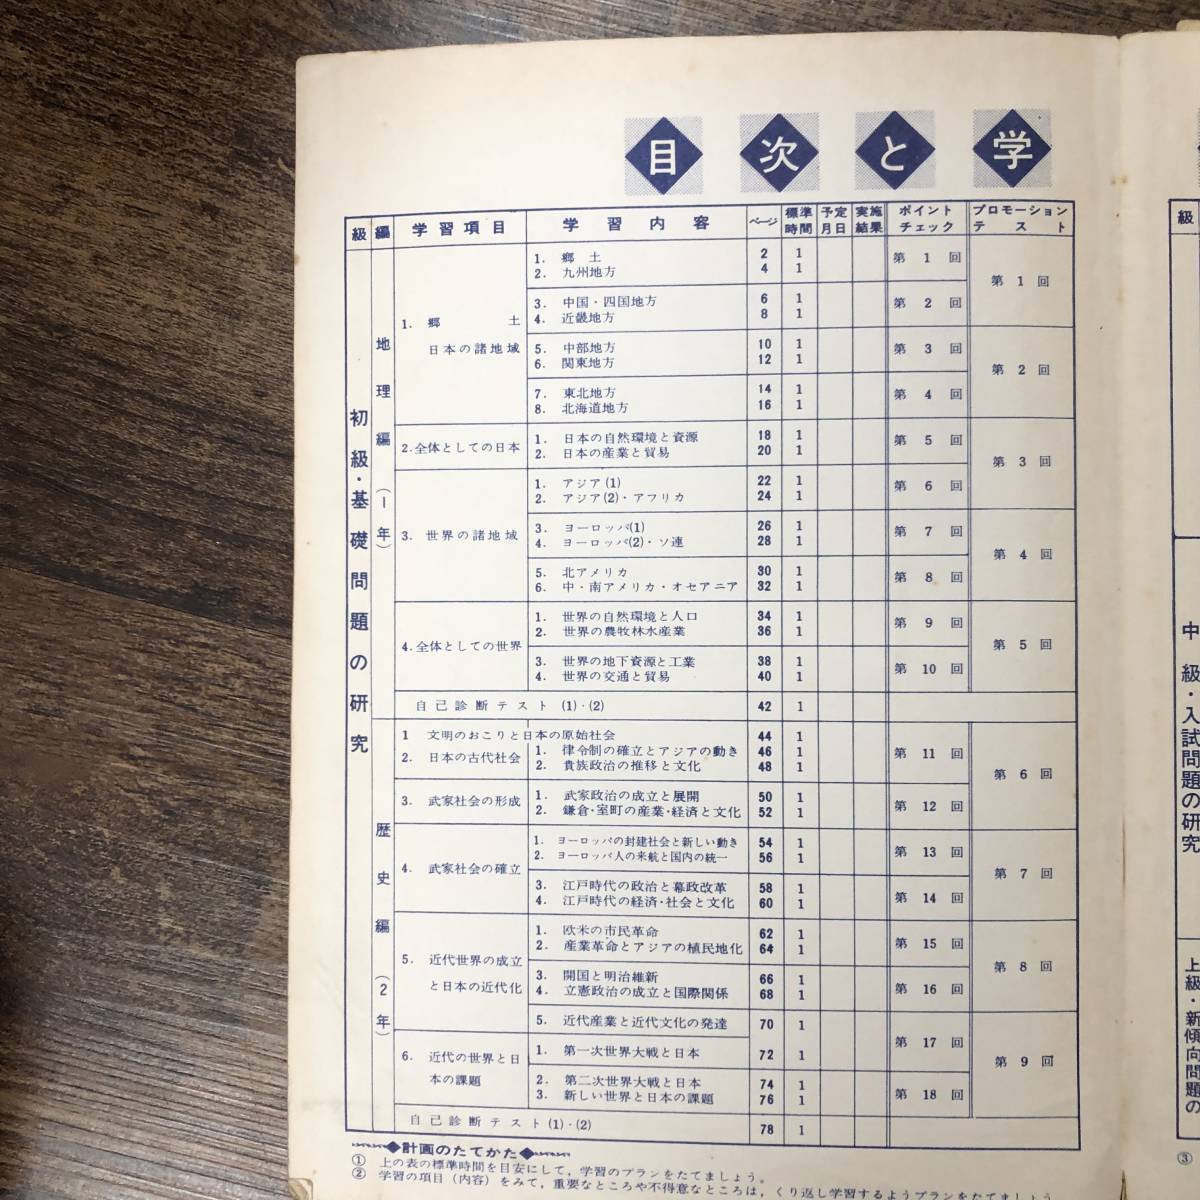 目次と学
級 編 学習項目 学習内容 ページ 標準時間 予定月日 実施結果 ポイントチェック プロモーションテスト
初級・基礎問題の研究
地理編(1年)
1. 郷土
日本の諸地域
1. 郷土 2 1 第1回 第1回
2. 九州地方 4 1
3. 中国・四国地方 6 1 第2回
4. 近畿地方 8 1
5. 中部地方 10 1 第3回 第2回
6. 関東地方 12 1
7. 東北地方 14 1 第4回
8. 北海道地方 16 1
2.全体としての日本
1. 日本の自然環境と資源 18 1 第5回 第3回
2. 日本の産業と貿易 20 1
3. 世界の諸地域
1. アジア(1) 22 1 第6回
2. アジア(2)・アフリカ 24 1
3. ヨーロッパ(1) 26 1 第7回 第4回
4. ヨーロッパ(2)・ソ連 28 1
5. 北アメリカ 30 1 第8回
6. 中・南アメリカ・オセアニア 32 1
4.全体としての世界
1. 世界の自然環境と人口 34 1 第9回 第5回
2. 世界の農牧林水産業 36 1
3. 世界の地下資源と工業 38 1 第10回
4. 世界の交通と貿易 40 1
自己診断テスト(1)・(2) 42 1
歴史編(2年)
1 文明のおこりと日本の原始社会 44 1 第11回 第6回
2. 日本の古代社会
1. 律令制の確立とアジアの動き 46 1
2. 貴族政治の推移と文化 48 1
3. 武家社会の形成
1. 武家政治の成立と展開 50 1 第12回
2. 鎌倉・室町の産業・経済と文化 52 1
4. 武家社会の確立
1. ヨーロッパの封建社会と新しい動き 54 1 第13回 第7回
2. ヨーロッパ人の来航と国内の統一 56 1
3. 江戸時代の政治と幕政改革 58 1 第14回
4. 江戸時代の経済・社会と文化 60 1
5. 近代世界の成立
と日本の近代化
1. 欧米の市民革命 62 1 第15回 第8回
2. 産業革命とアジアの植民地化 64 1
3. 開国と明治維新 66 1 第16回
4. 立憲政治の成立と国際関係 68 1
5. 近代産業と近代文化の発達 70 1 第17回 第9回
6. 近代の世界と日
本の課題
1. 第一次世界大戦と日本 72 1
2. 第二次世界大戦と日本 74 1 第18回
3. 新しい世界と日本の課題 76 1
自己診断テスト(1)・(2) 78 1
◆計画のたてかた◆
① 上の表の標準時間を目安にして、学習のプランをたてましょう。
② 学習の項目(内容)をみて、重要なところや不得意なところは、くり返し学習するようプランをたてまし
級
中級・入試問題の研究
上級・新傾向問題の
③